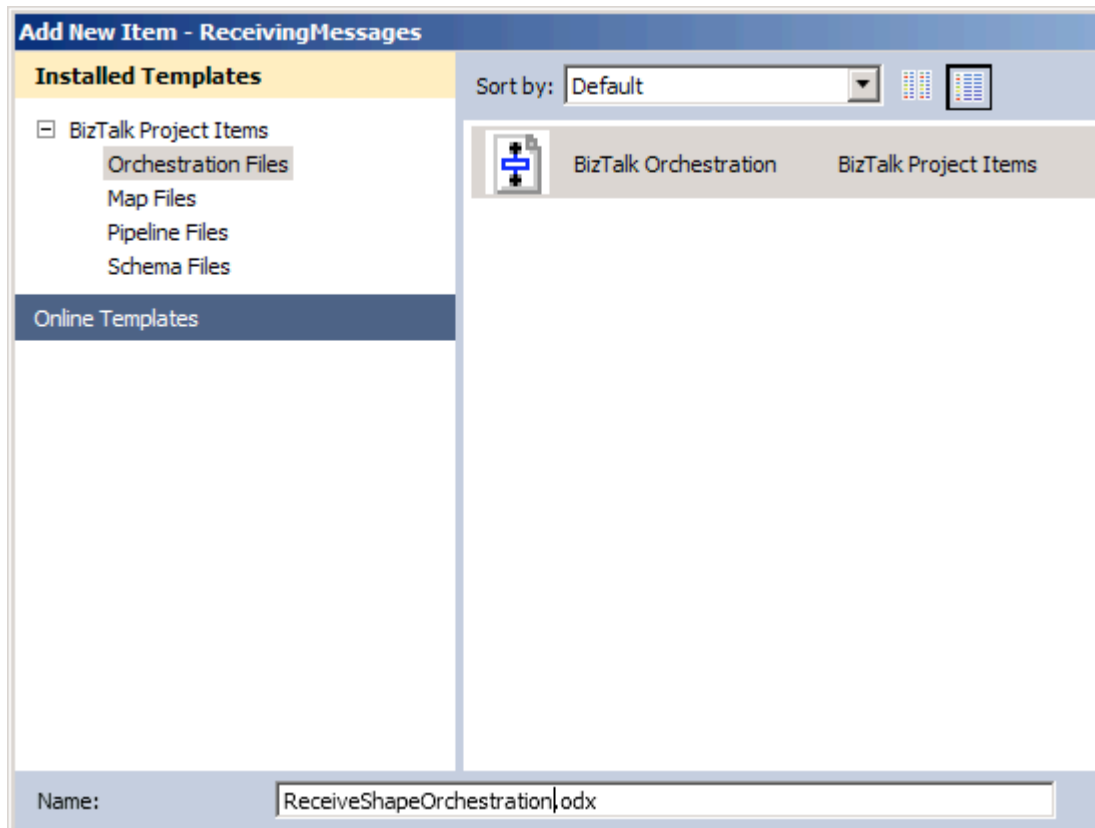 Add New Item - ReceivingMessages
Installed Templates
BizTalk Project Items
Orchestration Files
Map Files
Pipeline Files
Schema Files
Online Templates
Sort by: Default
BizTalk Orchestration BizTalk Project Items
Name: ReceiveShapeOrchestration.odx